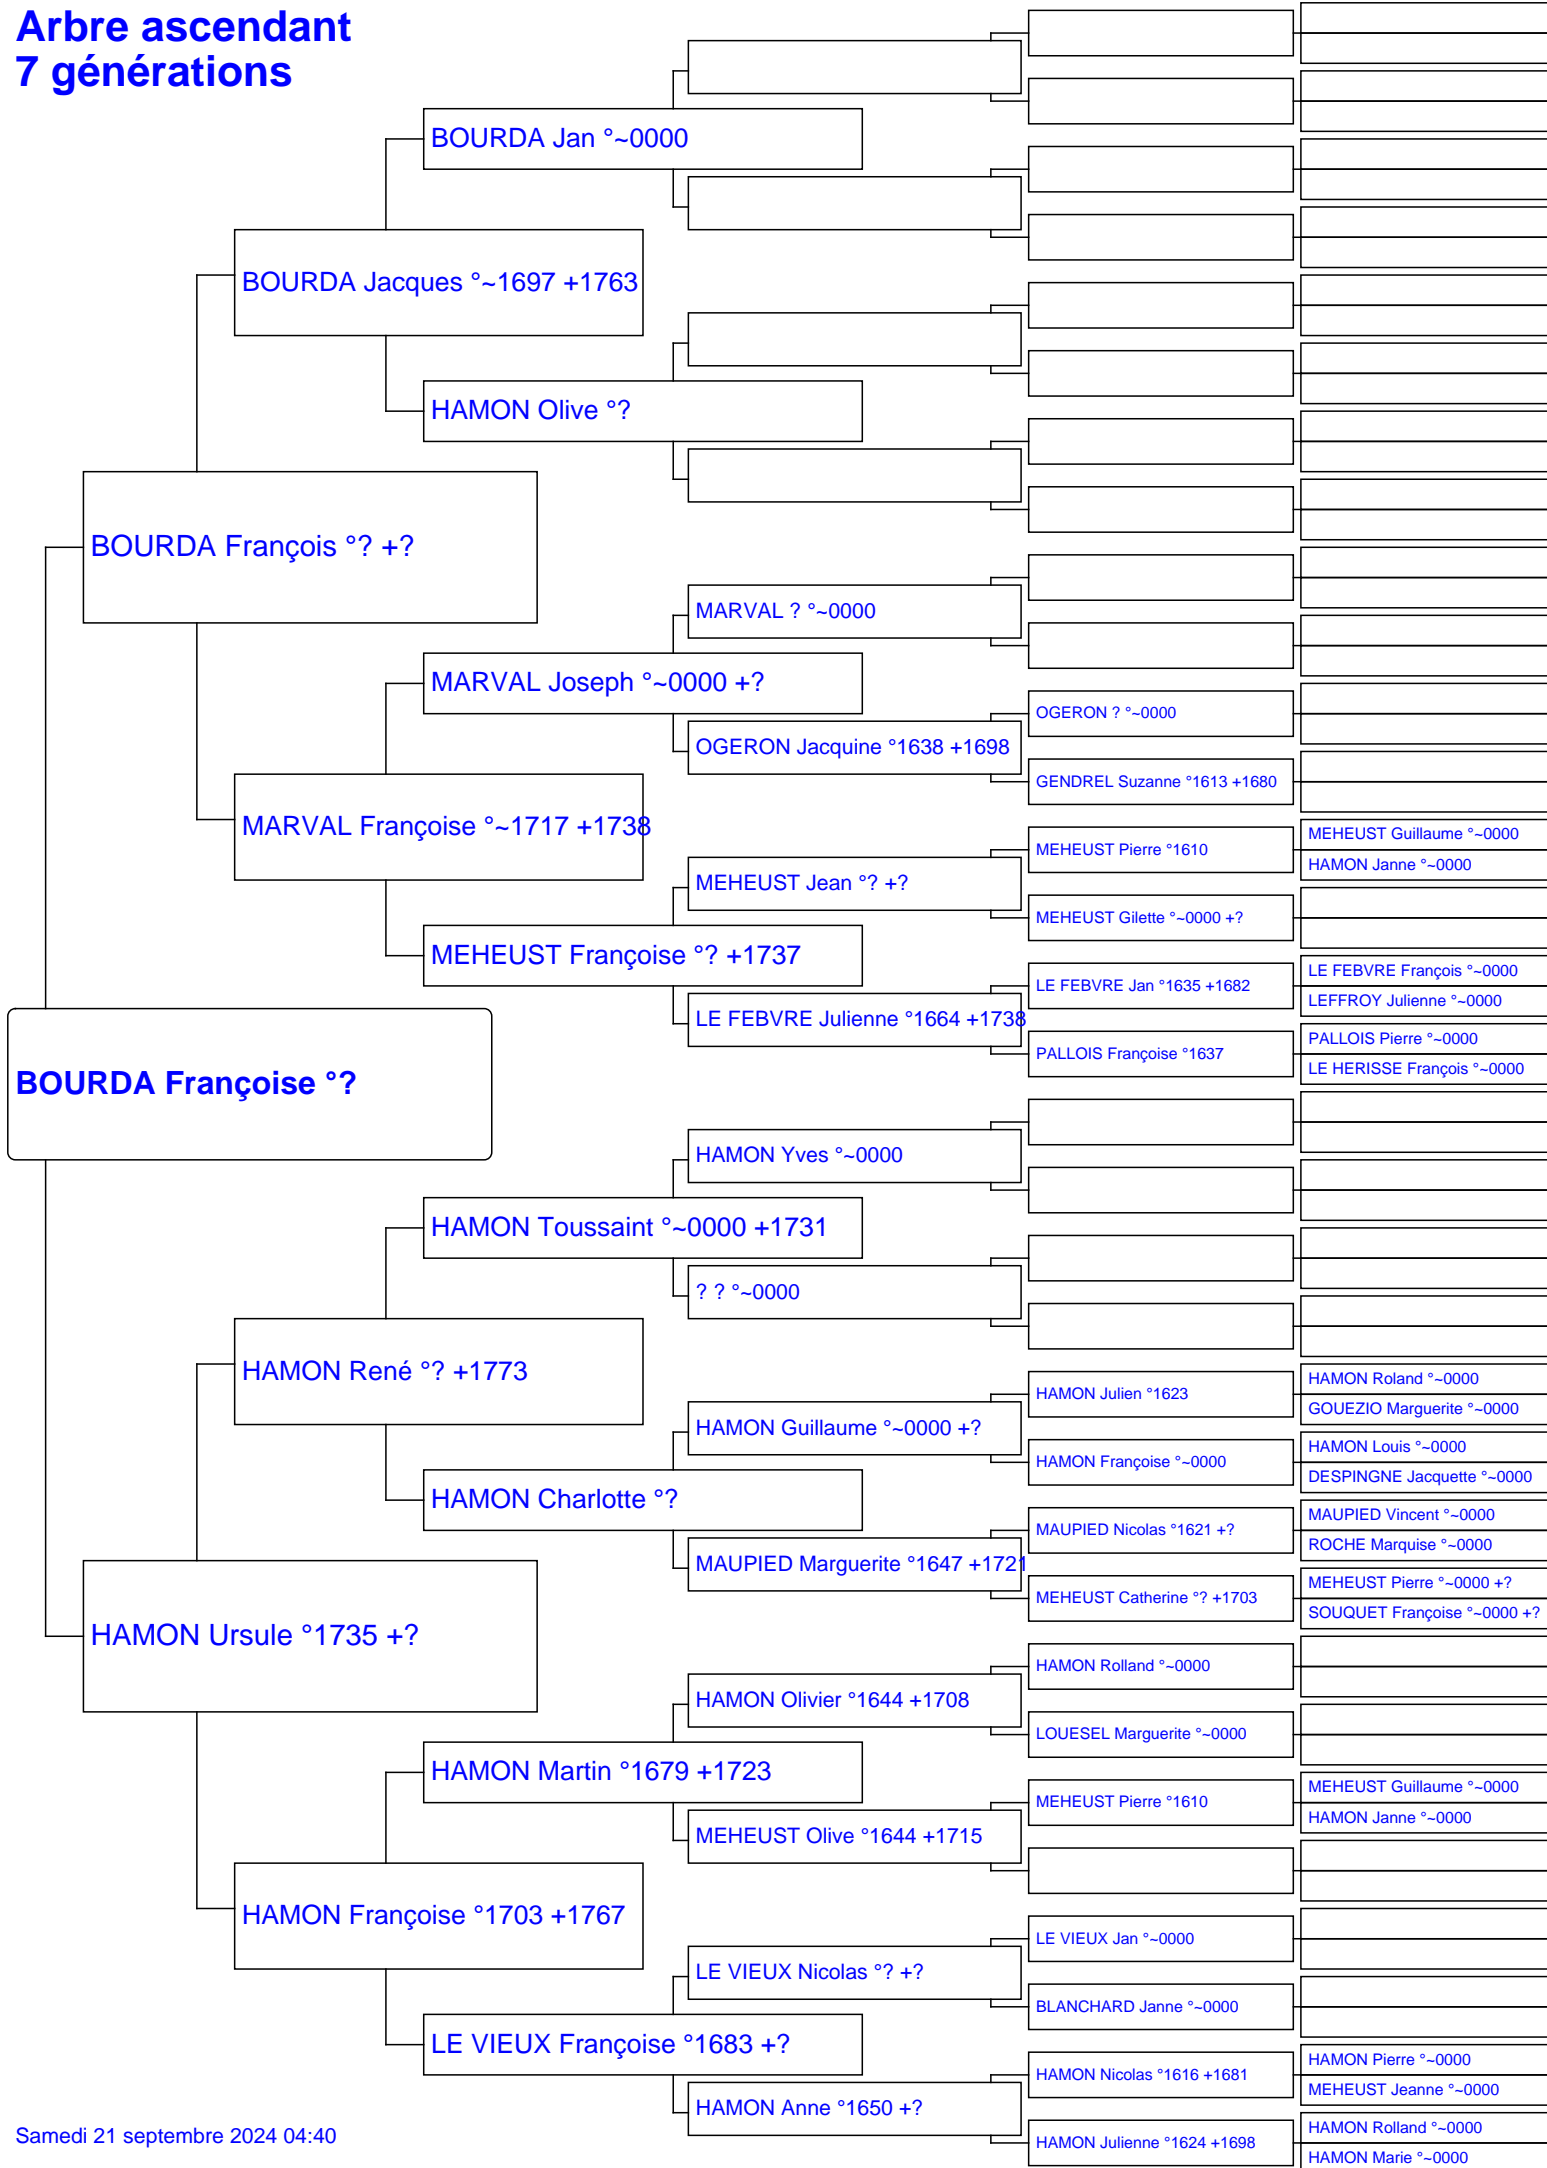 Arbre ascendant
7 générations
BOURDA Jan °~0000
BOURDA Jacques °~1697 +1763
HAMON Olive °?
BOURDA François °? +?
MARVAL ? °~0000
MARVAL Joseph °~0000 +?
OGERON ? °~0000
OGERON Jacquine °1638 +1698
GENDREL Suzanne °1613 +1680
MARVAL Françoise °~1717 +1738
MEHEUST Guillaume °~0000
MEHEUST Pierre °1610
HAMON Janne °~0000
MEHEUST Jean °? +?
MEHEUST Gilette °~0000 +?
MEHEUST Françoise °? +1737
LE FEBVRE François °~0000
LE FEBVRE Jan °1635 +1682
LEFFROY Julienne °~0000
LE FEBVRE Julienne °1664 +1738
PALLOIS Pierre °~0000
PALLOIS Françoise °1637
LE HERISSE François °~0000
BOURDA Françoise °?
HAMON Yves °~0000
HAMON Toussaint °~0000 +1731
? ? °~0000
HAMON René °? +1773
HAMON Roland °~0000
HAMON Julien °1623
GOUEZIO Marguerite °~0000
HAMON Guillaume °~0000 +?
HAMON Louis °~0000
HAMON Françoise °~0000
DESPINGNE Jacquette °~0000
HAMON Charlotte °?
MAUPIED Vincent °~0000
MAUPIED Nicolas °1621 +?
ROCHE Marquise °~0000
MAUPIED Marguerite °1647 +1721
MEHEUST Pierre °~0000 +?
MEHEUST Catherine °? +1703
SOUQUET Françoise °~0000 +?
HAMON Ursule °1735 +?
HAMON Rolland °~0000
HAMON Olivier °1644 +1708
LOUESEL Marguerite °~0000
HAMON Martin °1679 +1723
MEHEUST Guillaume °~0000
MEHEUST Pierre °1610
HAMON Janne °~0000
MEHEUST Olive °1644 +1715
HAMON Françoise °1703 +1767
LE VIEUX Jan °~0000
LE VIEUX Nicolas °? +?
BLANCHARD Janne °~0000
LE VIEUX Françoise °1683 +?
HAMON Pierre °~0000
HAMON Nicolas °1616 +1681
MEHEUST Jeanne °~0000
HAMON Anne °1650 +?
HAMON Rolland °~0000
HAMON Julienne °1624 +1698
HAMON Marie °~0000
Samedi 21 septembre 2024 04:40